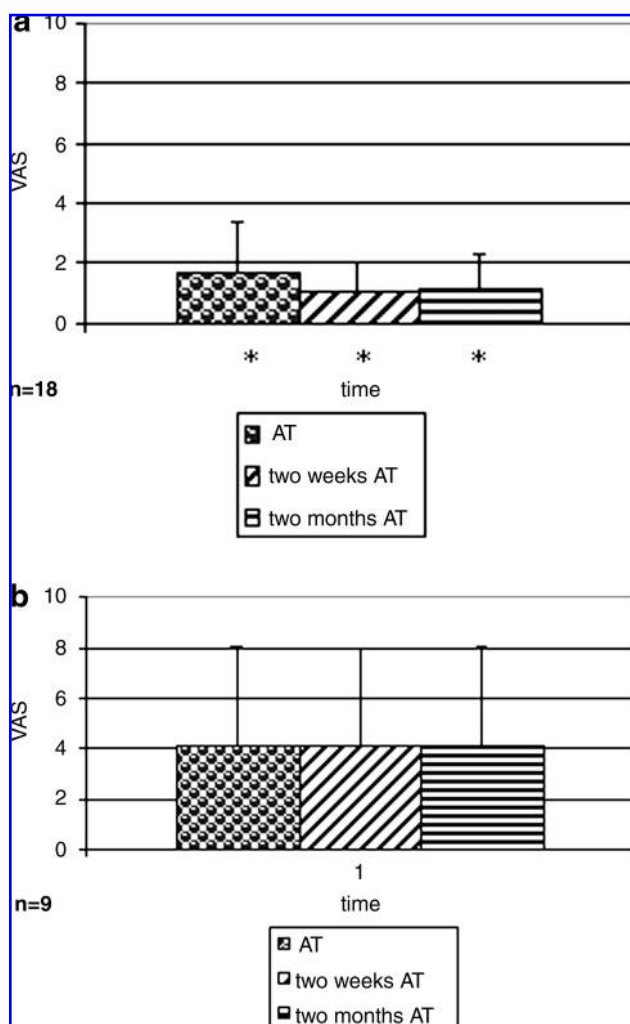 a
10
8
6
4
2
0
VAS
* * *
n=18 time
AT
two weeks AT
two months AT
b
10
8
6
4
2
0
VAS
1
n=9 time
AT
two weeks AT
two months AT